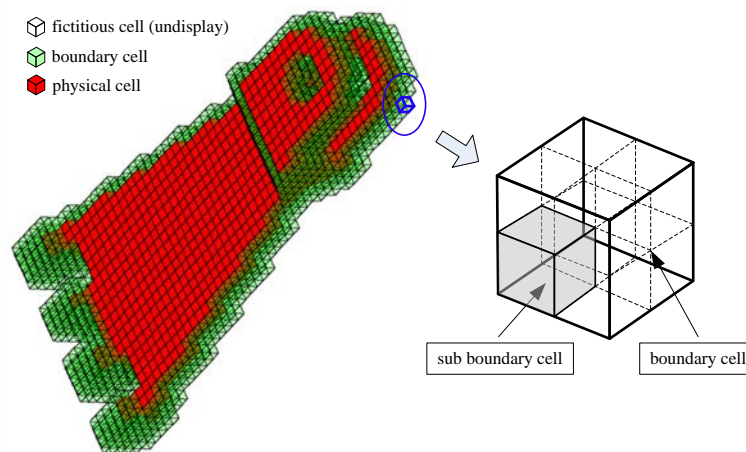 fictitious cell (undisplay)
boundary cell
physical cell
sub boundary cell
boundary cell